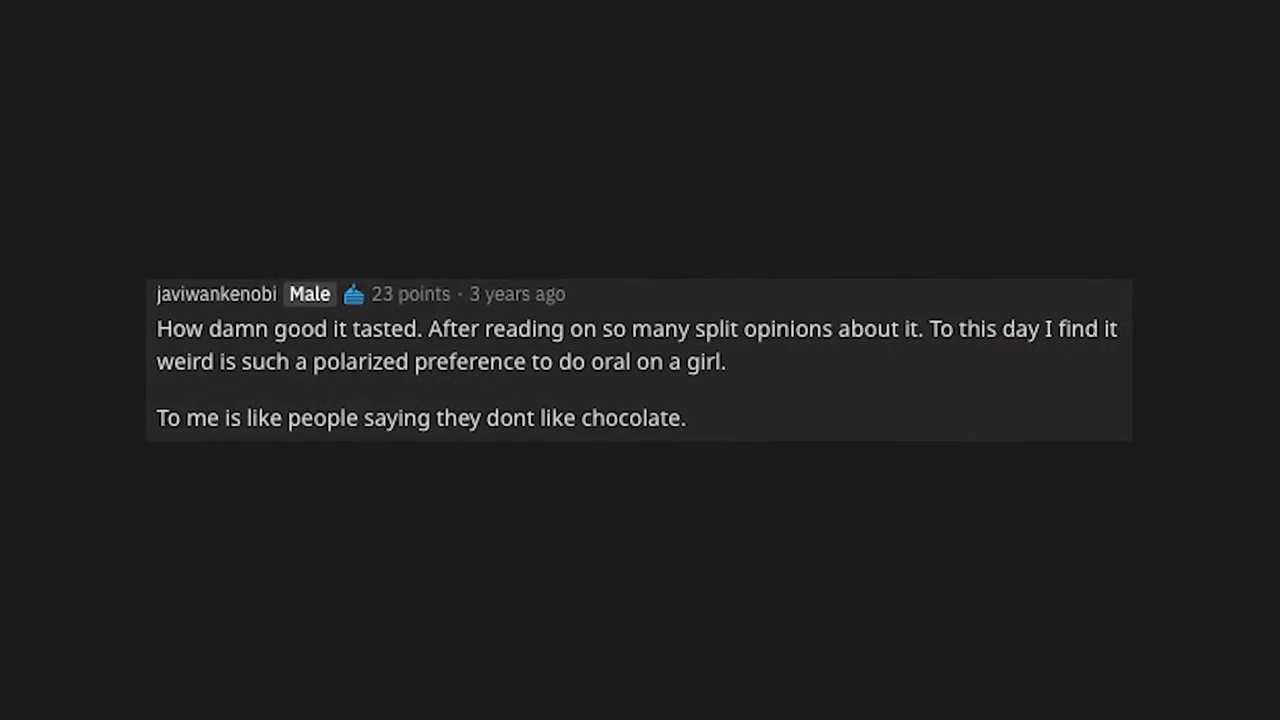 javiwankenobi Male 23 points · 3 years ago
How damn good it tasted. After reading on so many split opinions about it. To this day I find it
weird is such a polarized preference to do oral on a girl.
To me is like people saying they dont like chocolate.